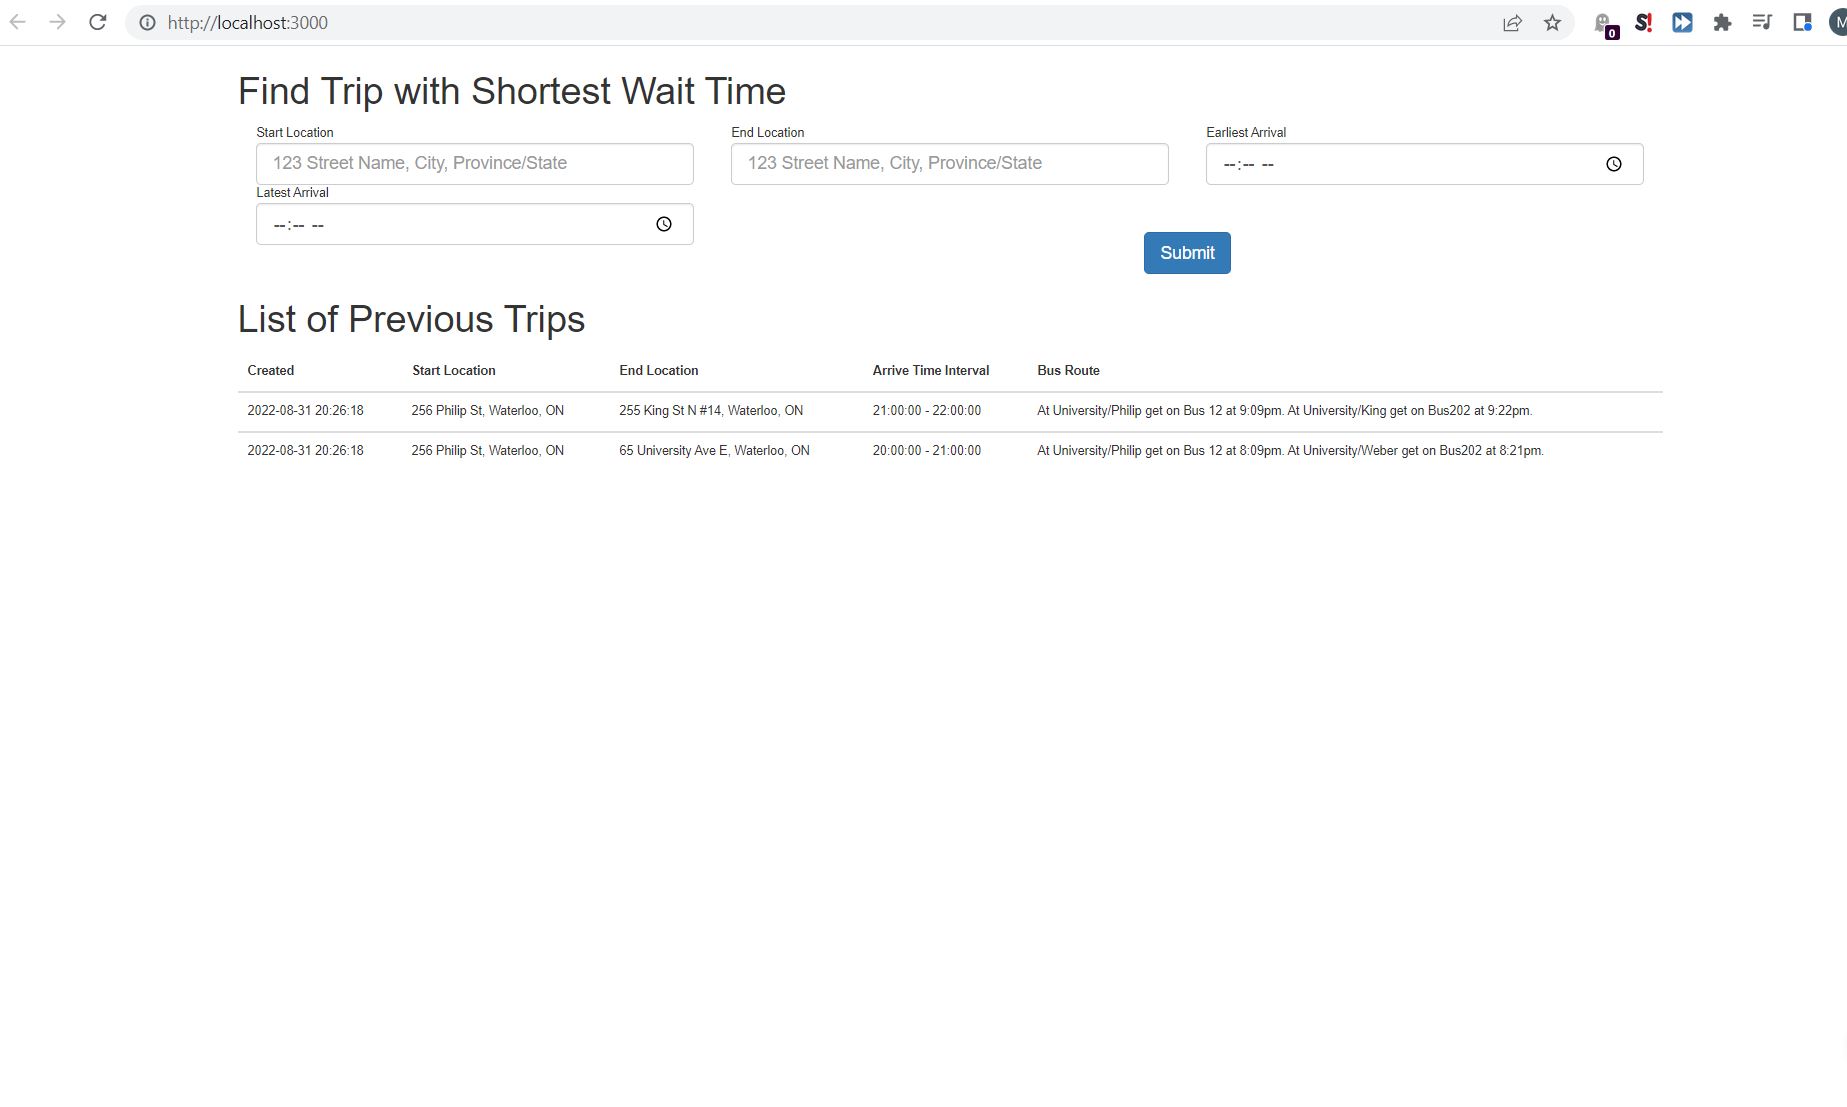 http://localhost:3000
0
S!
M
Find Trip with Shortest Wait Time
Start Location End Location Earliest Arrival
123 Street Name, City, Province/State 123 Street Name, City, Province/State --:-- --
Latest Arrival
--:-- --
Submit
List of Previous Trips
Created Start Location End Location Arrive Time Interval Bus Route
2022-08-31 20:26:18 256 Philip St, Waterloo, ON 255 King St N #14, Waterloo, ON 21:00:00 - 22:00:00 At University/Philip get on Bus 12 at 9:09pm. At University/King get on Bus202 at 9:22pm.
2022-08-31 20:26:18 256 Philip St, Waterloo, ON 65 University Ave E, Waterloo, ON 20:00:00 - 21:00:00 At University/Philip get on Bus 12 at 8:09pm. At University/Weber get on Bus202 at 8:21pm.